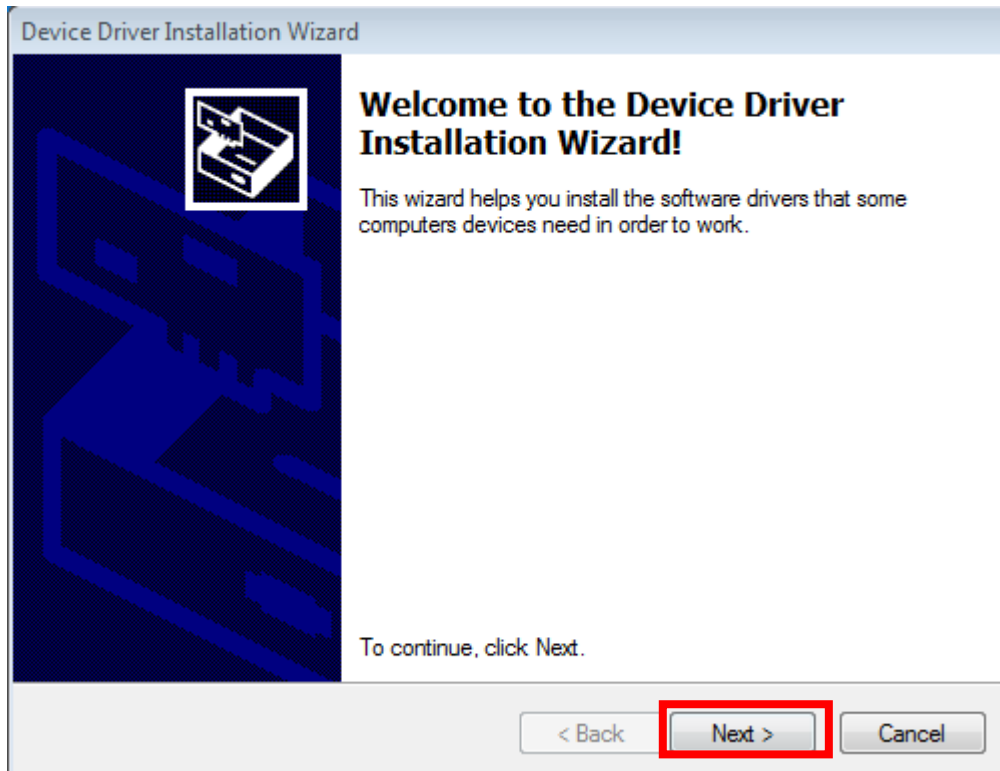 Device Driver Installation Wizard
Welcome to the Device Driver
Installation Wizard!
This wizard helps you install the software drivers that some
computers devices need in order to work.
To continue, click Next.
< Back
Next >
Cancel